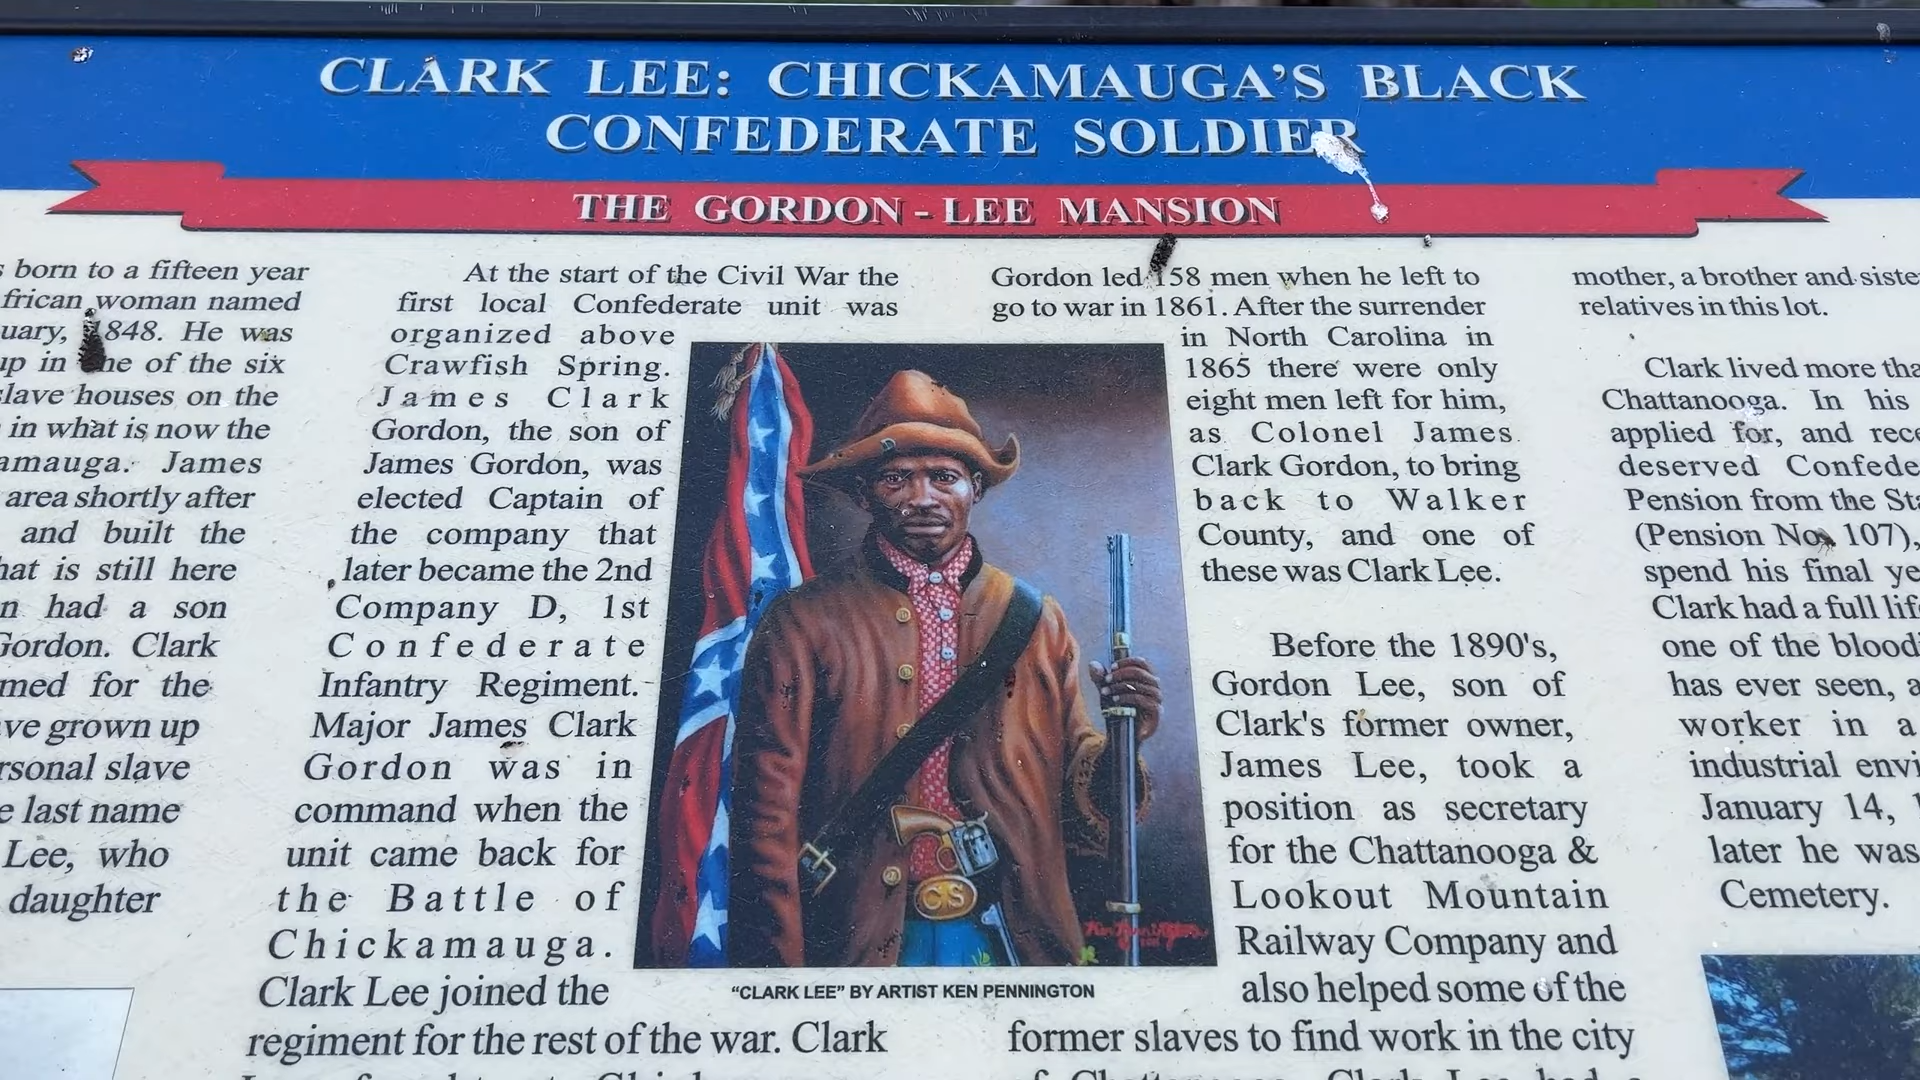 CLARK LEE: CHICKAMAUGA'S BLACK
CONFEDERATE SOLDIER
THE GORDON - LEE MANSION
born to a fifteen year
frican woman named
uary, 1848. He was
up in one of the six
slave houses on the
in what is now the
amauga. James
area shortly after
and built the
hat is still here
n had a son
Gordon. Clark
med for the
ave grown up
rsonal slave
e last name
Lee, who
daughter
At the start of the Civil War the
first local Confederate unit was
organized above
Crawfish Spring.
James Clark
Gordon, the son of
James Gordon, was
elected Captain of
the company that
later became the 2nd
Company D, 1st
Confederate
Infantry Regiment.
Major James Clark
Gordon was in
command when the
unit came back for
the Battle of
Chickamauga.
Clark Lee joined the
regiment for the rest of the war. Clark
CS
"CLARK LEE" BY ARTIST KEN PENNINGTON
Gordon led 158 men when he left to
go to war in 1861. After the surrender
in North Carolina in
1865 there were only
eight men left for him,
as Colonel James
Clark Gordon, to bring
back to Walker
County, and one of
these was Clark Lee.
Before the 1890's,
Gordon Lee, son of
Clark's former owner,
James Lee, took a
position as secretary
for the Chattanooga &
Lookout Mountain
Railway Company and
also helped some of the
former slaves to find work in the city
mother, a brother and siste
relatives in this lot.
Clark lived more tha
Chattanooga. In his
applied for, and rece
deserved Confede
Pension from the Sta
(Pension No. 107),
spend his final ye
Clark had a full life
one of the blood
has ever seen, a
worker in a
industrial envi
January 14, 1
later he was
Cemetery.